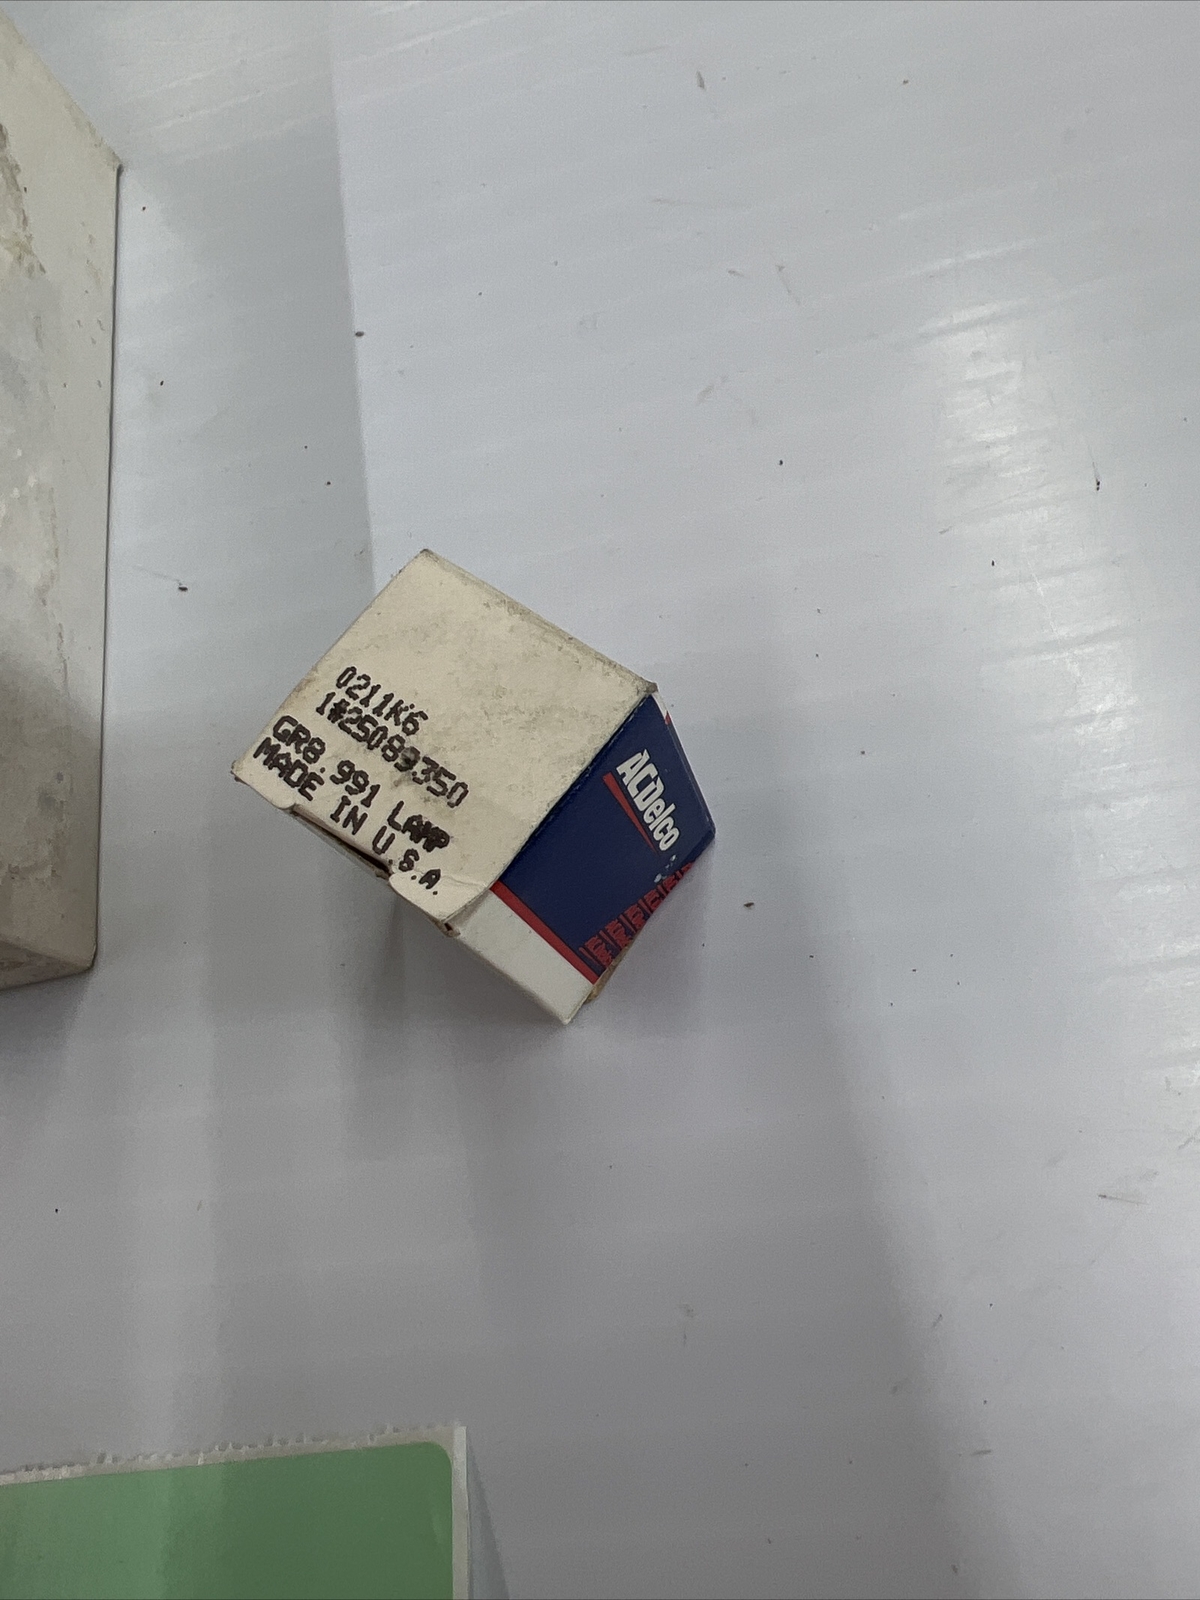 0211K6
1#25089350
GR8.991 LAMP
MADE IN U.S.A.
ACDelco